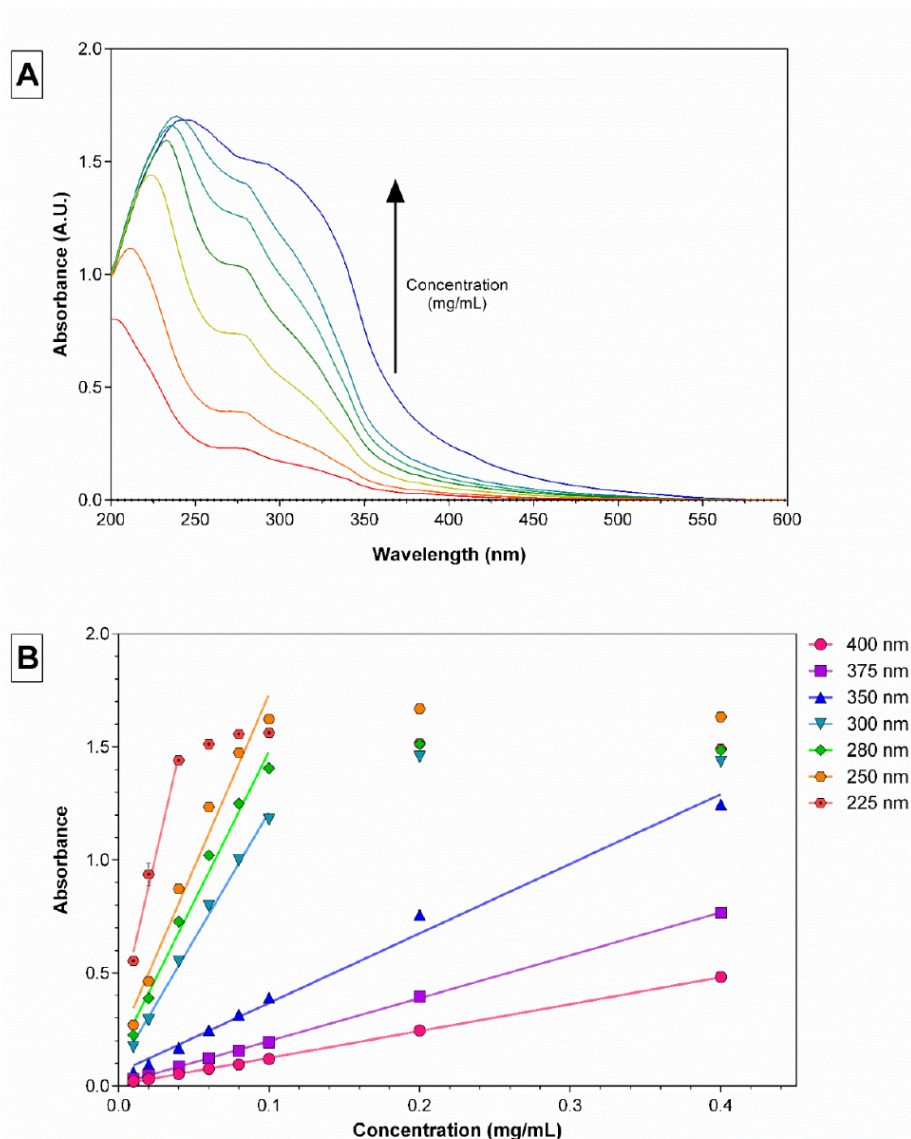 A
2.0
1.5
1.0
0.5
0.0
Absorbance (A.U.)
Concentration
(mg/mL)
200 250 300 350 400 450 500 550 600
Wavelength (nm)
B
2.0
1.5
1.0
0.5
0.0
Absorbance
0.0 0.1 0.2 0.3 0.4
Concentration (mg/mL)
400 nm
375 nm
350 nm
300 nm
280 nm
250 nm
225 nm